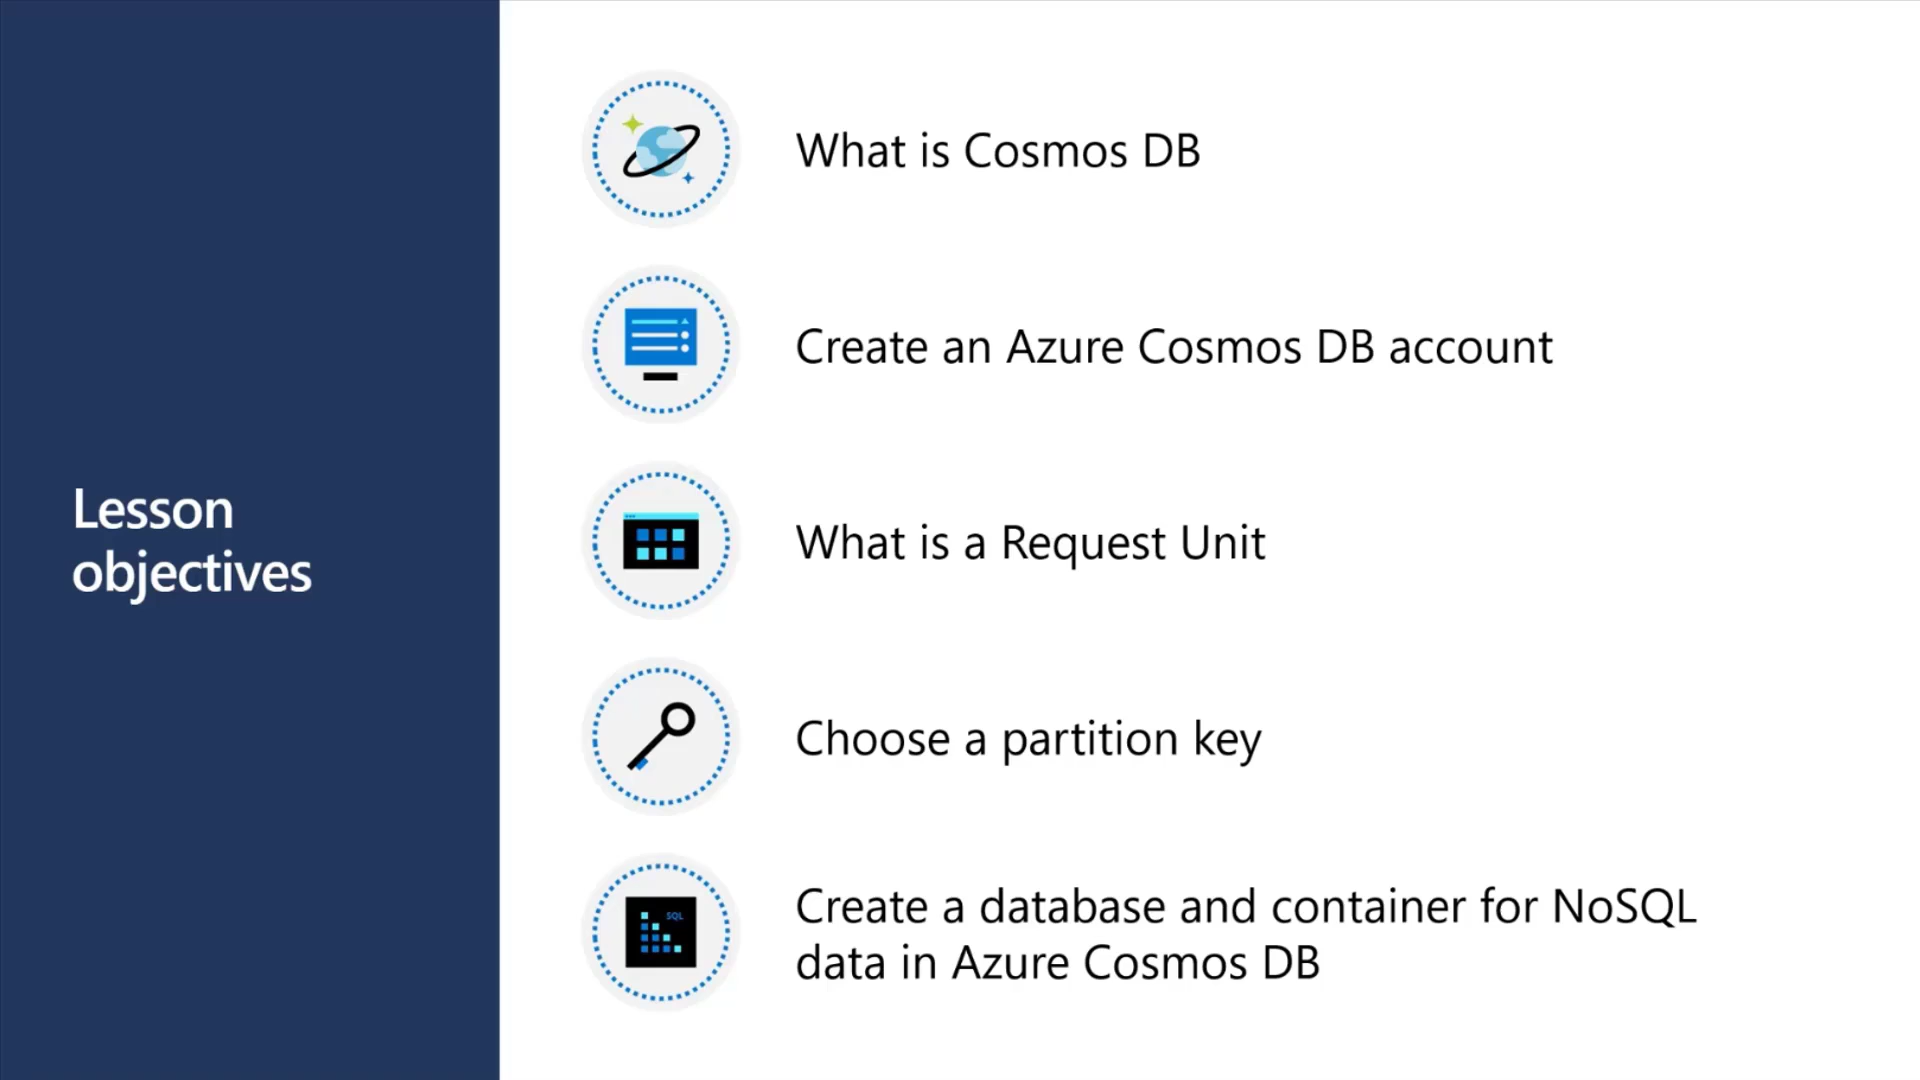 Lesson
objectives
What is Cosmos DB
Create an Azure Cosmos DB account
What is a Request Unit
Choose a partition key
SQL
Create a database and container for NoSQL
data in Azure Cosmos DB